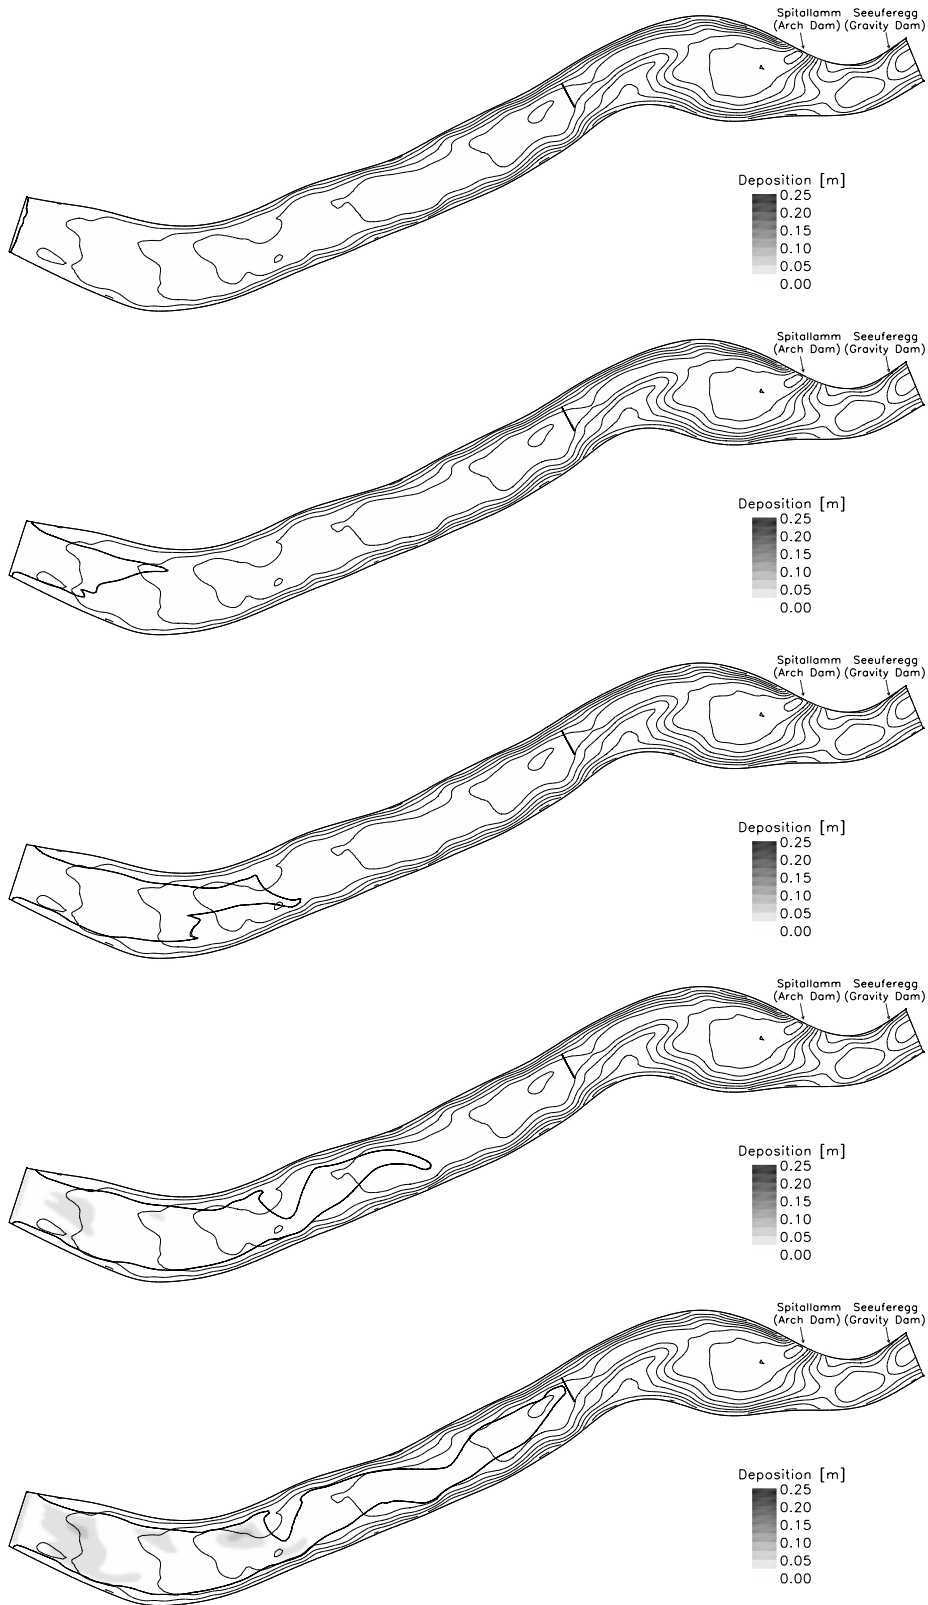 Spitallamm Seeuferegg
(Arch Dam) (Gravity Dam)
Deposition [m]
0.25
0.20
0.15
0.10
0.05
0.00
Spitallamm Seeuferegg
(Arch Dam) (Gravity Dam)
Deposition [m]
0.25
0.20
0.15
0.10
0.05
0.00
Spitallamm Seeuferegg
(Arch Dam) (Gravity Dam)
Deposition [m]
0.25
0.20
0.15
0.10
0.05
0.00
Spitallamm Seeuferegg
(Arch Dam) (Gravity Dam)
Deposition [m]
0.25
0.20
0.15
0.10
0.05
0.00
Spitallamm Seeuferegg
(Arch Dam) (Gravity Dam)
Deposition [m]
0.25
0.20
0.15
0.10
0.05
0.00